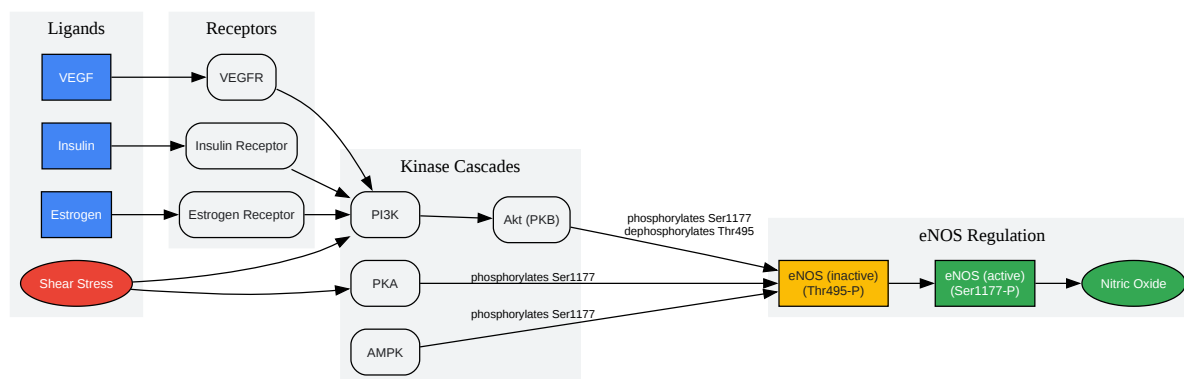 Ligands
Receptors
VEGF
VEGFR
Insulin
Insulin Receptor
Kinase Cascades
Estrogen
Estrogen Receptor
PI3K
Akt (PKB)
phosphorylates Ser1177
dephosphorylates Thr495
eNOS Regulation
Shear Stress
PKA
phosphorylates Ser1177
eNOS (inactive)
(Thr495-P)
eNOS (active)
(Ser1177-P)
Nitric Oxide
phosphorylates Ser1177
AMPK